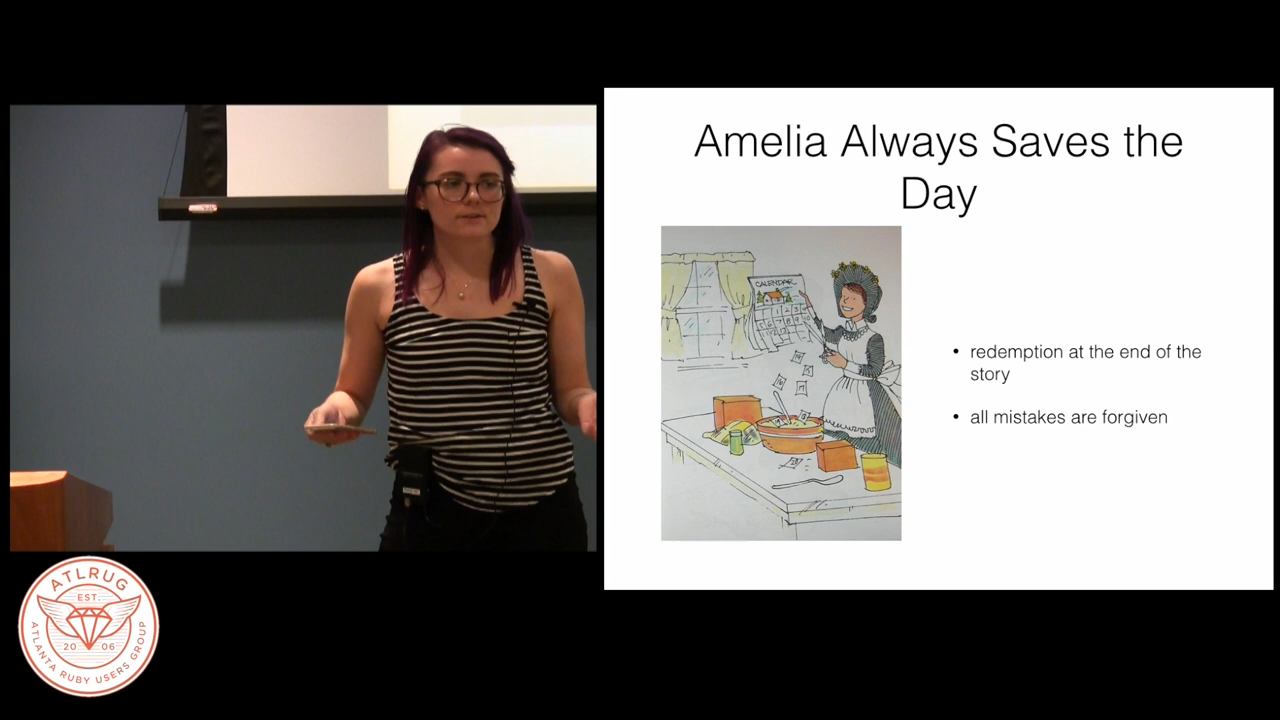 Amelia Always Saves the
Day
CALENDAR
• redemption at the end of the
story
• all mistakes are forgiven
ATLRUG
EST.
20 06
ATLANTA RUBY USERS GROUP